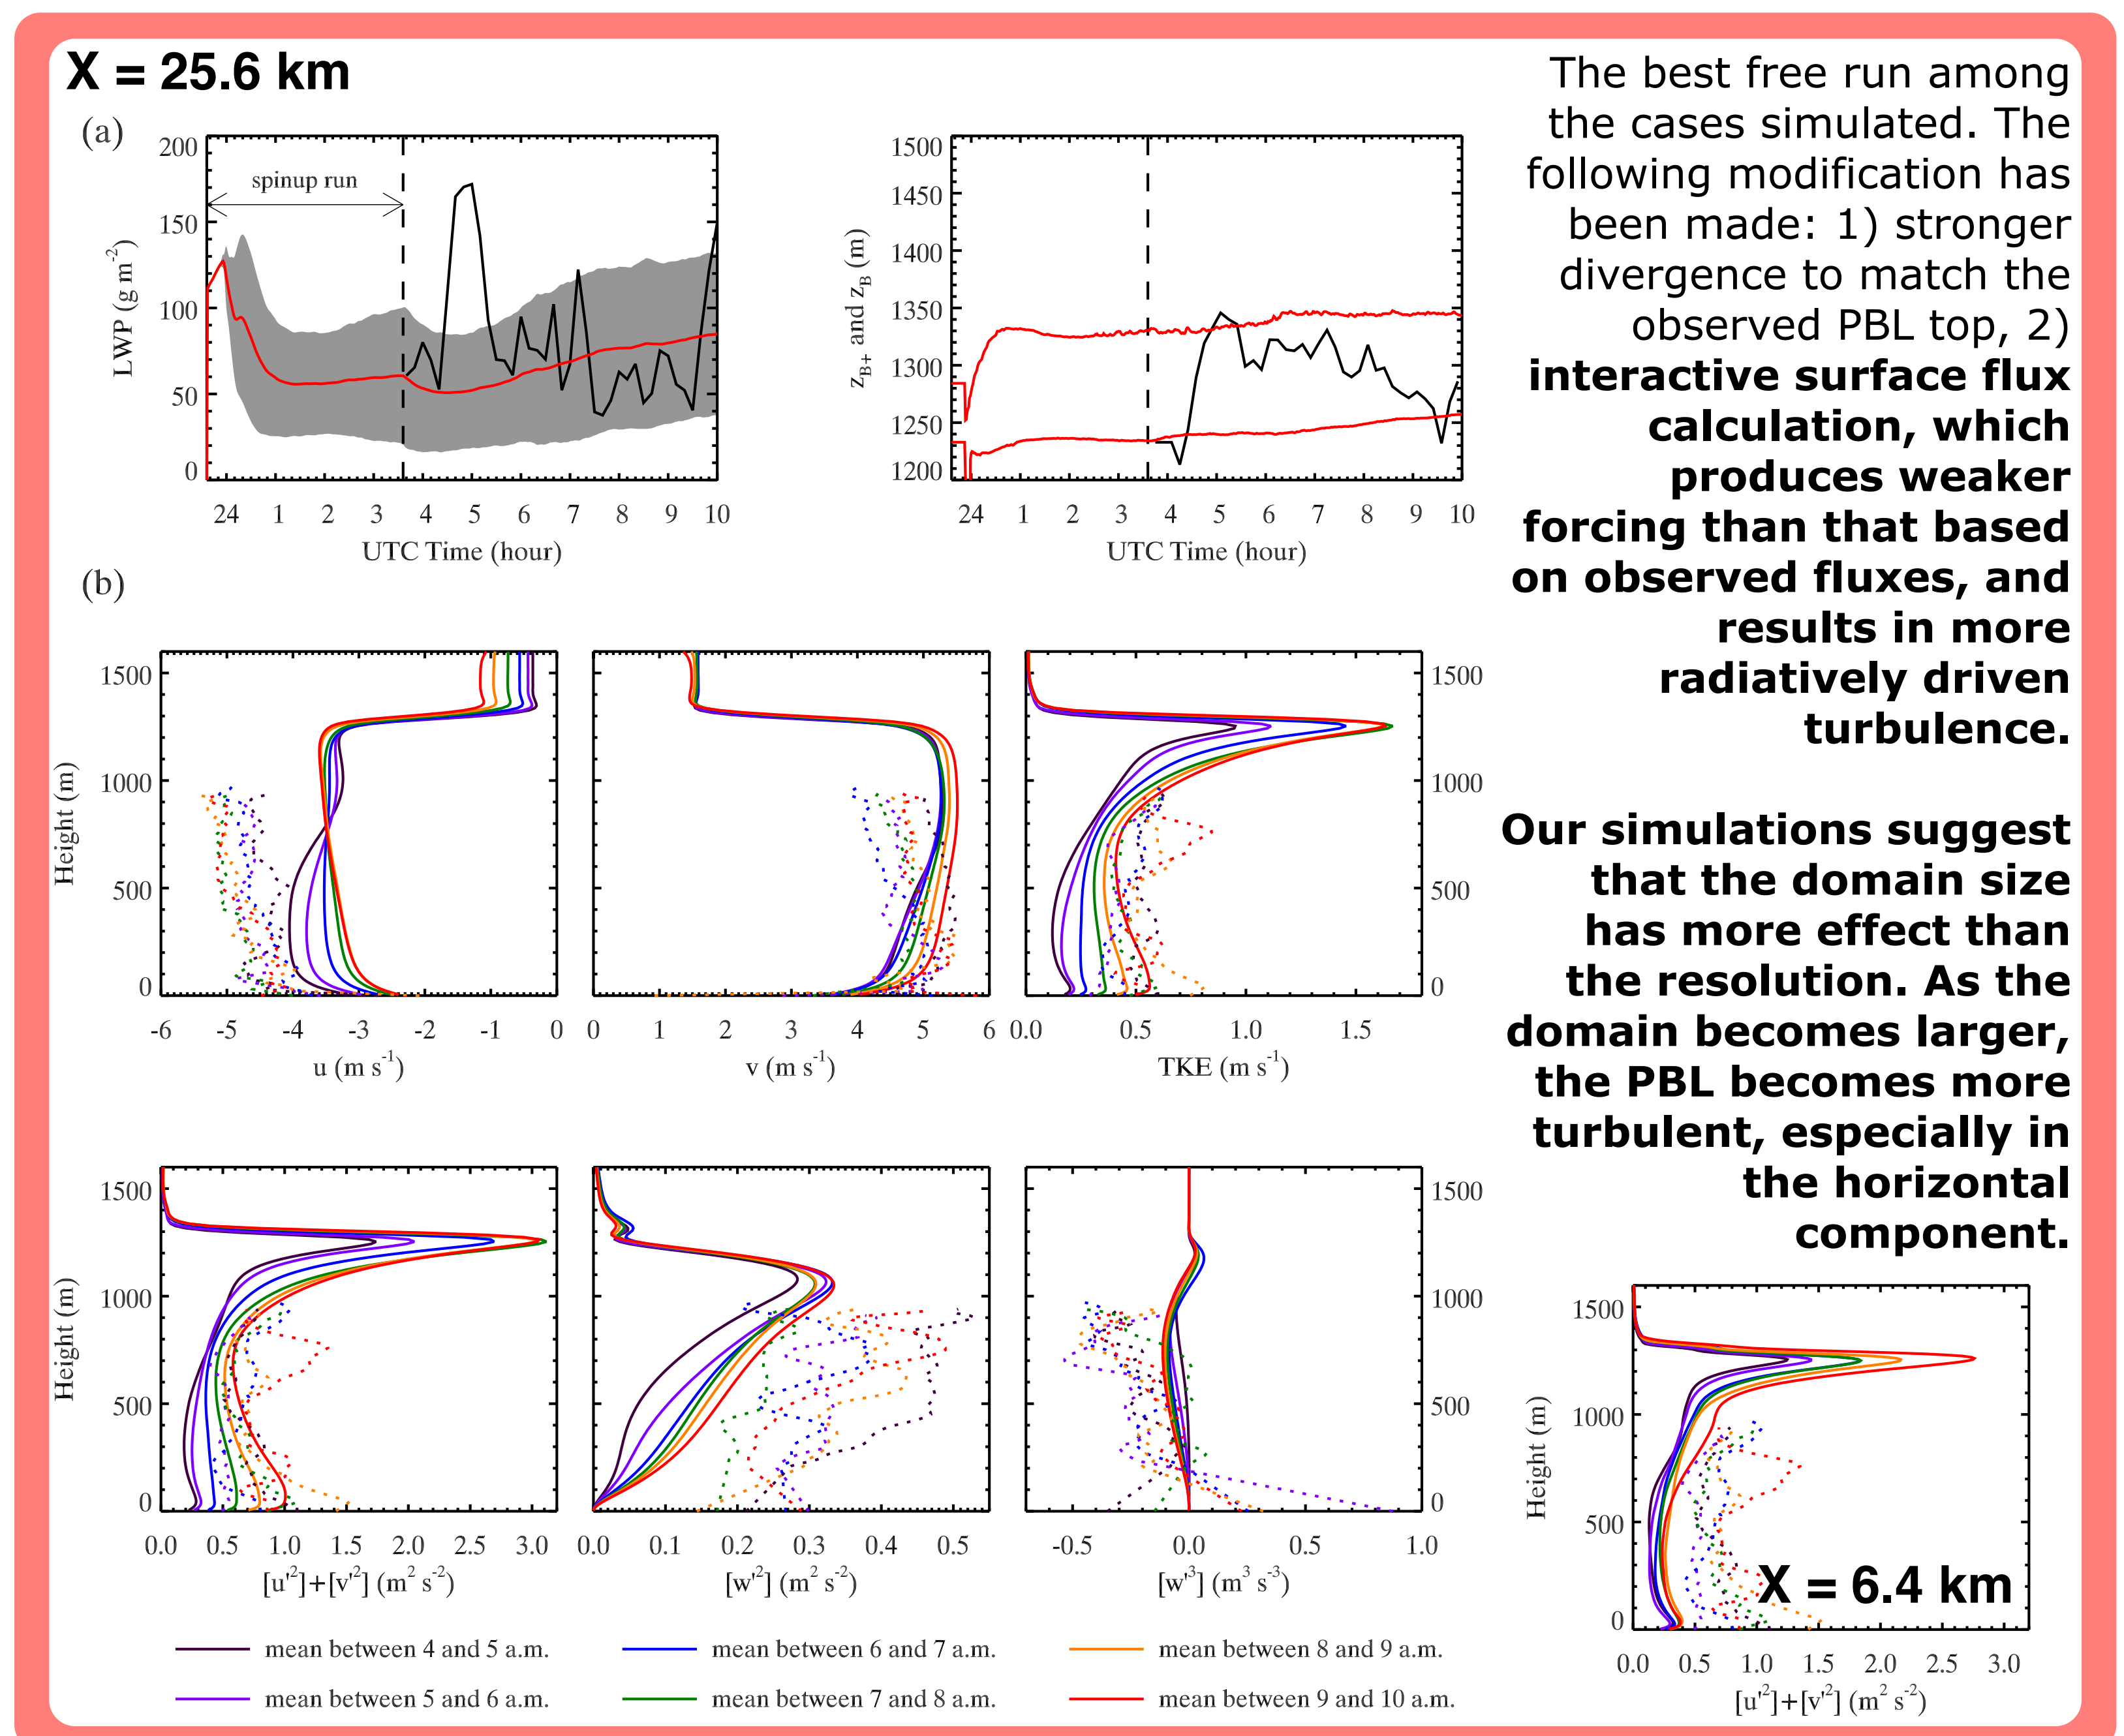 X = 25.6 km
(a)
200
150
100
50
0
LWP (g m⁻²)
spinup run
24 1 2 3 4 5 6 7 8 9 10
UTC Time (hour)
1500
1450
1400
1350
1300
1250
1200
z_B+ and z_B (m)
24 1 2 3 4 5 6 7 8 9 10
UTC Time (hour)
The best free run among
the cases simulated. The
following modification has
been made: 1) stronger
divergence to match the
observed PBL top, 2)
interactive surface flux
calculation, which
produces weaker
forcing than that based
on observed fluxes, and
results in more
radiatively driven
turbulence.
Our simulations suggest
that the domain size
has more effect than
the resolution. As the
domain becomes larger,
the PBL becomes more
turbulent, especially in
the horizontal
component.
(b)
1500
1000
500
0
Height (m)
-6 -5 -4 -3 -2 -1 0
u (m s⁻¹)
0 1 2 3 4 5 6
v (m s⁻¹)
1500
1000
500
0
0.0 0.5 1.0 1.5
TKE (m s⁻¹)
1500
1000
500
0
Height (m)
0.0 0.5 1.0 1.5 2.0 2.5 3.0
[u'²]+[v'²] (m² s⁻²)
0.0 0.1 0.2 0.3 0.4 0.5
[w'²] (m² s⁻²)
1500
1000
500
0
-0.5 0.0 0.5 1.0
[w'³] (m³ s⁻³)
1500
1000
500
0
Height (m)
X = 6.4 km
0.0 0.5 1.0 1.5 2.0 2.5 3.0
[u'²]+[v'²] (m² s⁻²)
mean between 4 and 5 a.m.
mean between 6 and 7 a.m.
mean between 8 and 9 a.m.
mean between 5 and 6 a.m.
mean between 7 and 8 a.m.
mean between 9 and 10 a.m.